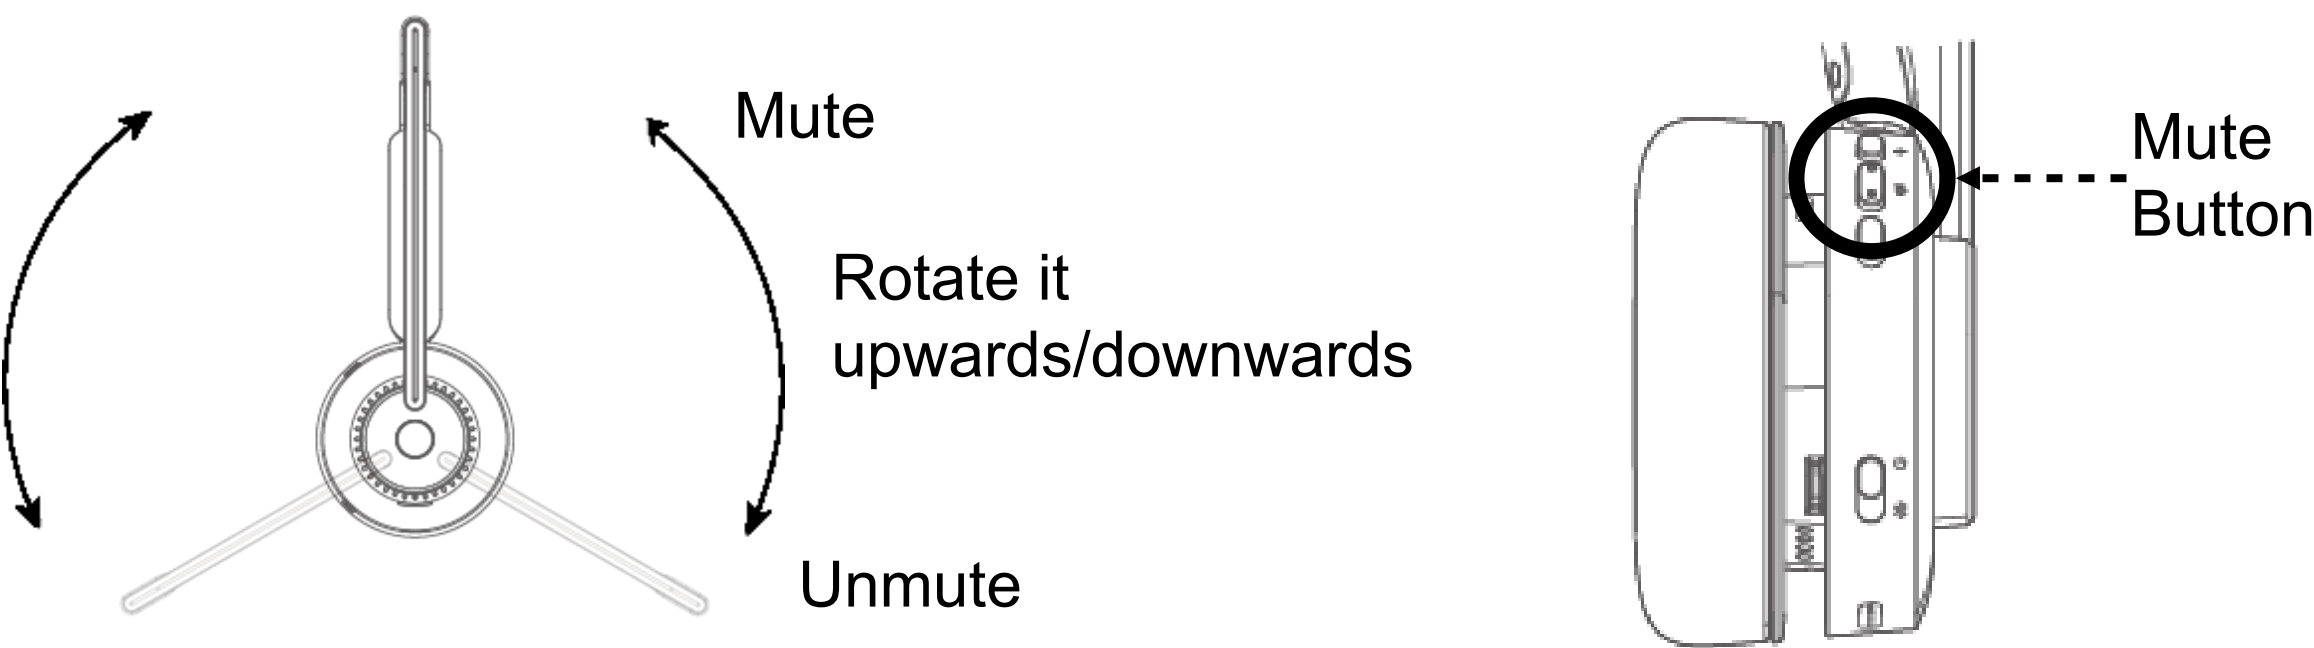 Mute
Rotate it
upwards/downwards
Unmute
Mute
Button